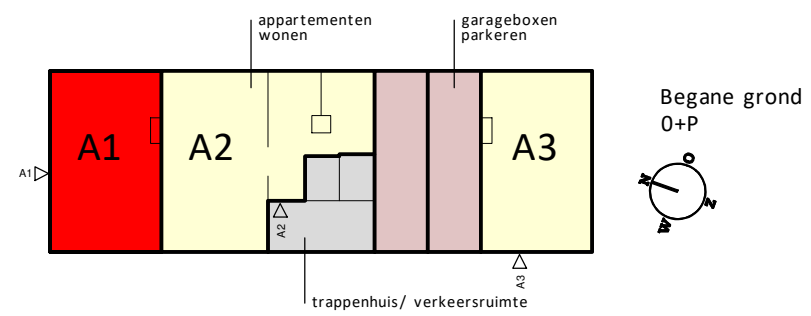 appartementen
wonen
garageboxen
parkeren
Begane grond
0+P
A1
A2
A3
A1
A2
A3
N
O
Z
W
trappenhuis/ verkeersruimte